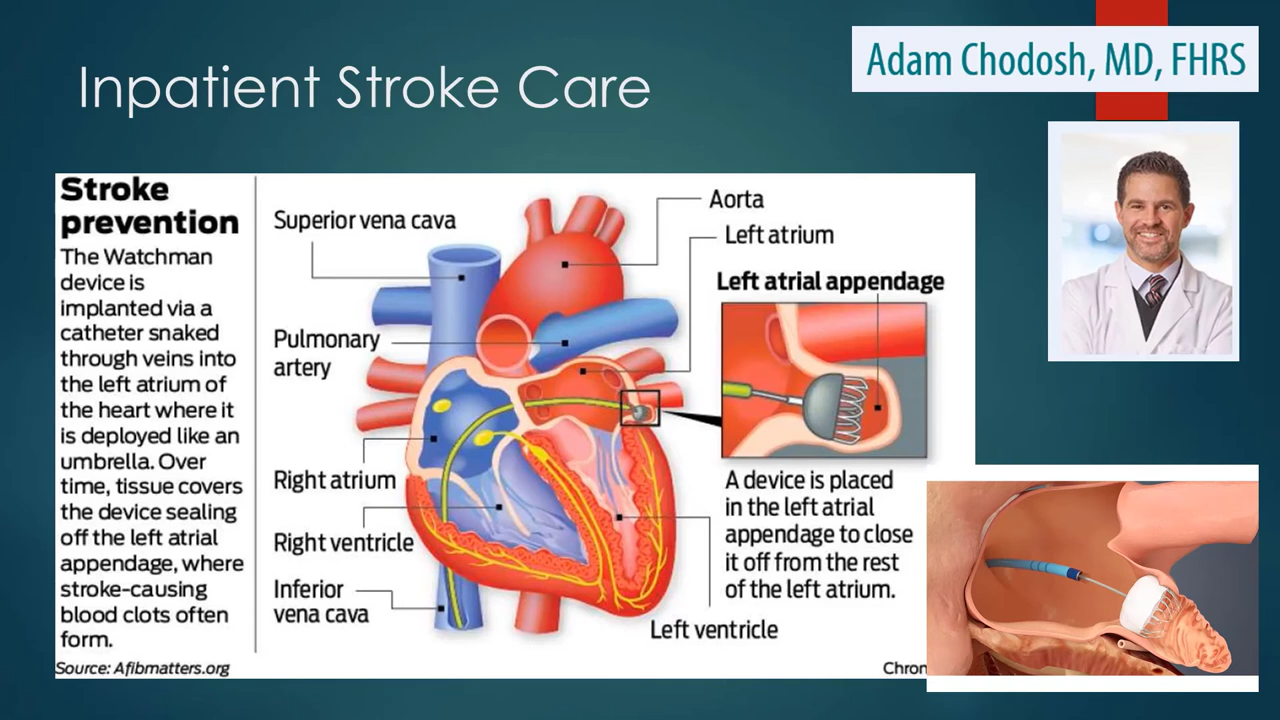 Inpatient Stroke Care
Adam Chodosh, MD, FHRS
Stroke
prevention
The Watchman
device is
implanted via a
catheter snaked
through veins into
the left atrium of
the heart where it
is deployed like an
umbrella. Over
time, tissue covers
the device sealing
off the left atrial
appendage, where
stroke-causing
blood clots often
form.
Source: Afibmatters.org
Superior vena cava
Pulmonary
artery
Right atrium
Right ventricle
Inferior
vena cava
Aorta
Left atrium
Left atrial appendage
A device is placed
in the left atrial
appendage to close
it off from the rest
of the left atrium.
Left ventricle